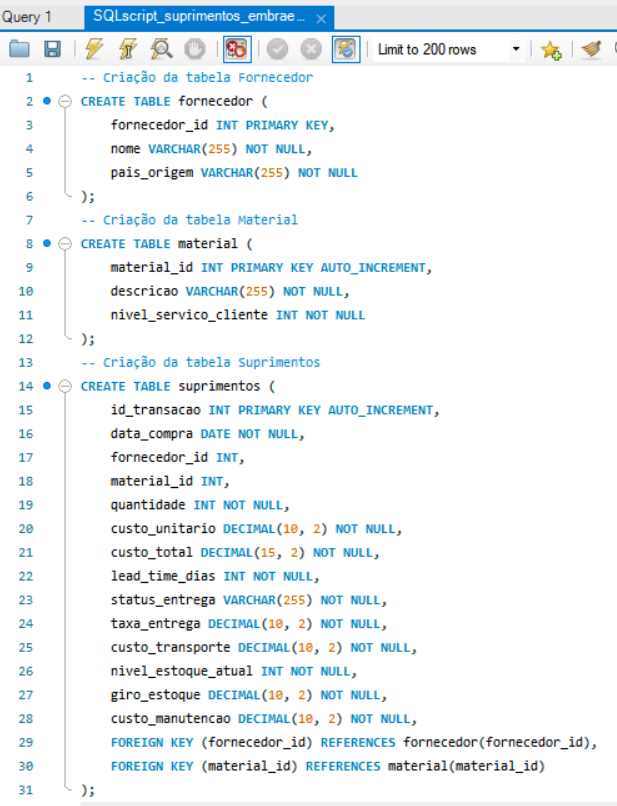 Query 1
SQLscript_suprimentos_embrae...
Limit to 200 rows
1 -- Criação da tabela Fornecedor
2 CREATE TABLE fornecedor (
3 fornecedor_id INT PRIMARY KEY,
4 nome VARCHAR(255) NOT NULL,
5 pais_origem VARCHAR(255) NOT NULL
6 );
7 -- Criação da tabela Material
8 CREATE TABLE material (
9 material_id INT PRIMARY KEY AUTO_INCREMENT,
10 descricao VARCHAR(255) NOT NULL,
11 nivel_servico_cliente INT NOT NULL
12 );
13 -- Criação da tabela Suprimentos
14 CREATE TABLE suprimentos (
15 id_transacao INT PRIMARY KEY AUTO_INCREMENT,
16 data_compra DATE NOT NULL,
17 fornecedor_id INT,
18 material_id INT,
19 quantidade INT NOT NULL,
20 custo_unitario DECIMAL(10, 2) NOT NULL,
21 custo_total DECIMAL(15, 2) NOT NULL,
22 lead_time_dias INT NOT NULL,
23 status_entrega VARCHAR(255) NOT NULL,
24 taxa_entrega DECIMAL(10, 2) NOT NULL,
25 custo_transporte DECIMAL(10, 2) NOT NULL,
26 nivel_estoque_atual INT NOT NULL,
27 giro_estoque DECIMAL(10, 2) NOT NULL,
28 custo_manutencao DECIMAL(10, 2) NOT NULL,
29 FOREIGN KEY (fornecedor_id) REFERENCES fornecedor(fornecedor_id),
30 FOREIGN KEY (material_id) REFERENCES material(material_id)
31 );